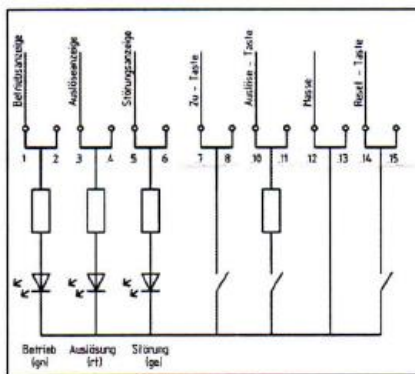 Betriebsanzeige
Auslöseanzeige
Störungsanzeige
Zu - Taste
Auslöse - Taste
Masse
Reset - Taste
1 2 3 4 5 6 7 8 10 11 12 13 14 15
Betrieb Auslösung Störung
(gn) (rt) (ge)